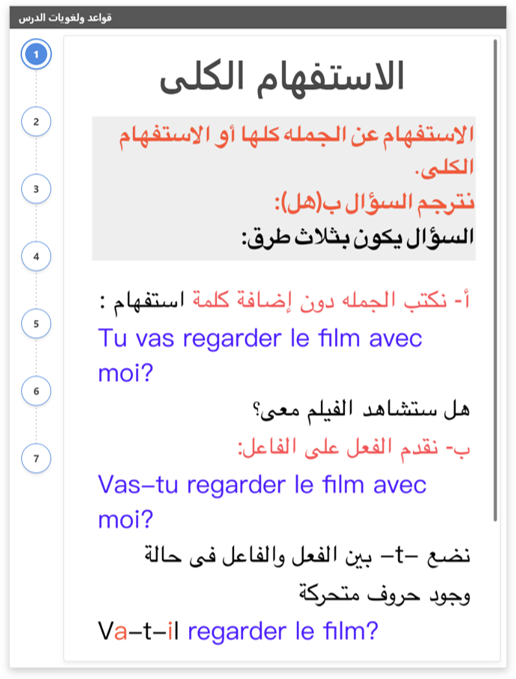 قواعد ولغويات الدرس
1
2
3
4
5
6
7
الاستفهام الكلى
الاستفهام عن الجمله كلها أو الاستفهام
الكلى.
نترجم السؤال ب(هل):
السؤال يكون بثلاث طرق:
أ- نكتب الجمله دون إضافة كلمة استفهام :
Tu vas regarder le film avec
moi?
هل ستشاهد الفيلم معى؟
ب- نقدم الفعل على الفاعل:
Vas-tu regarder le film avec
moi?
نضع -t- بين الفعل والفاعل فى حالة
وجود حروف متحركة
Va-t-il regarder le film?